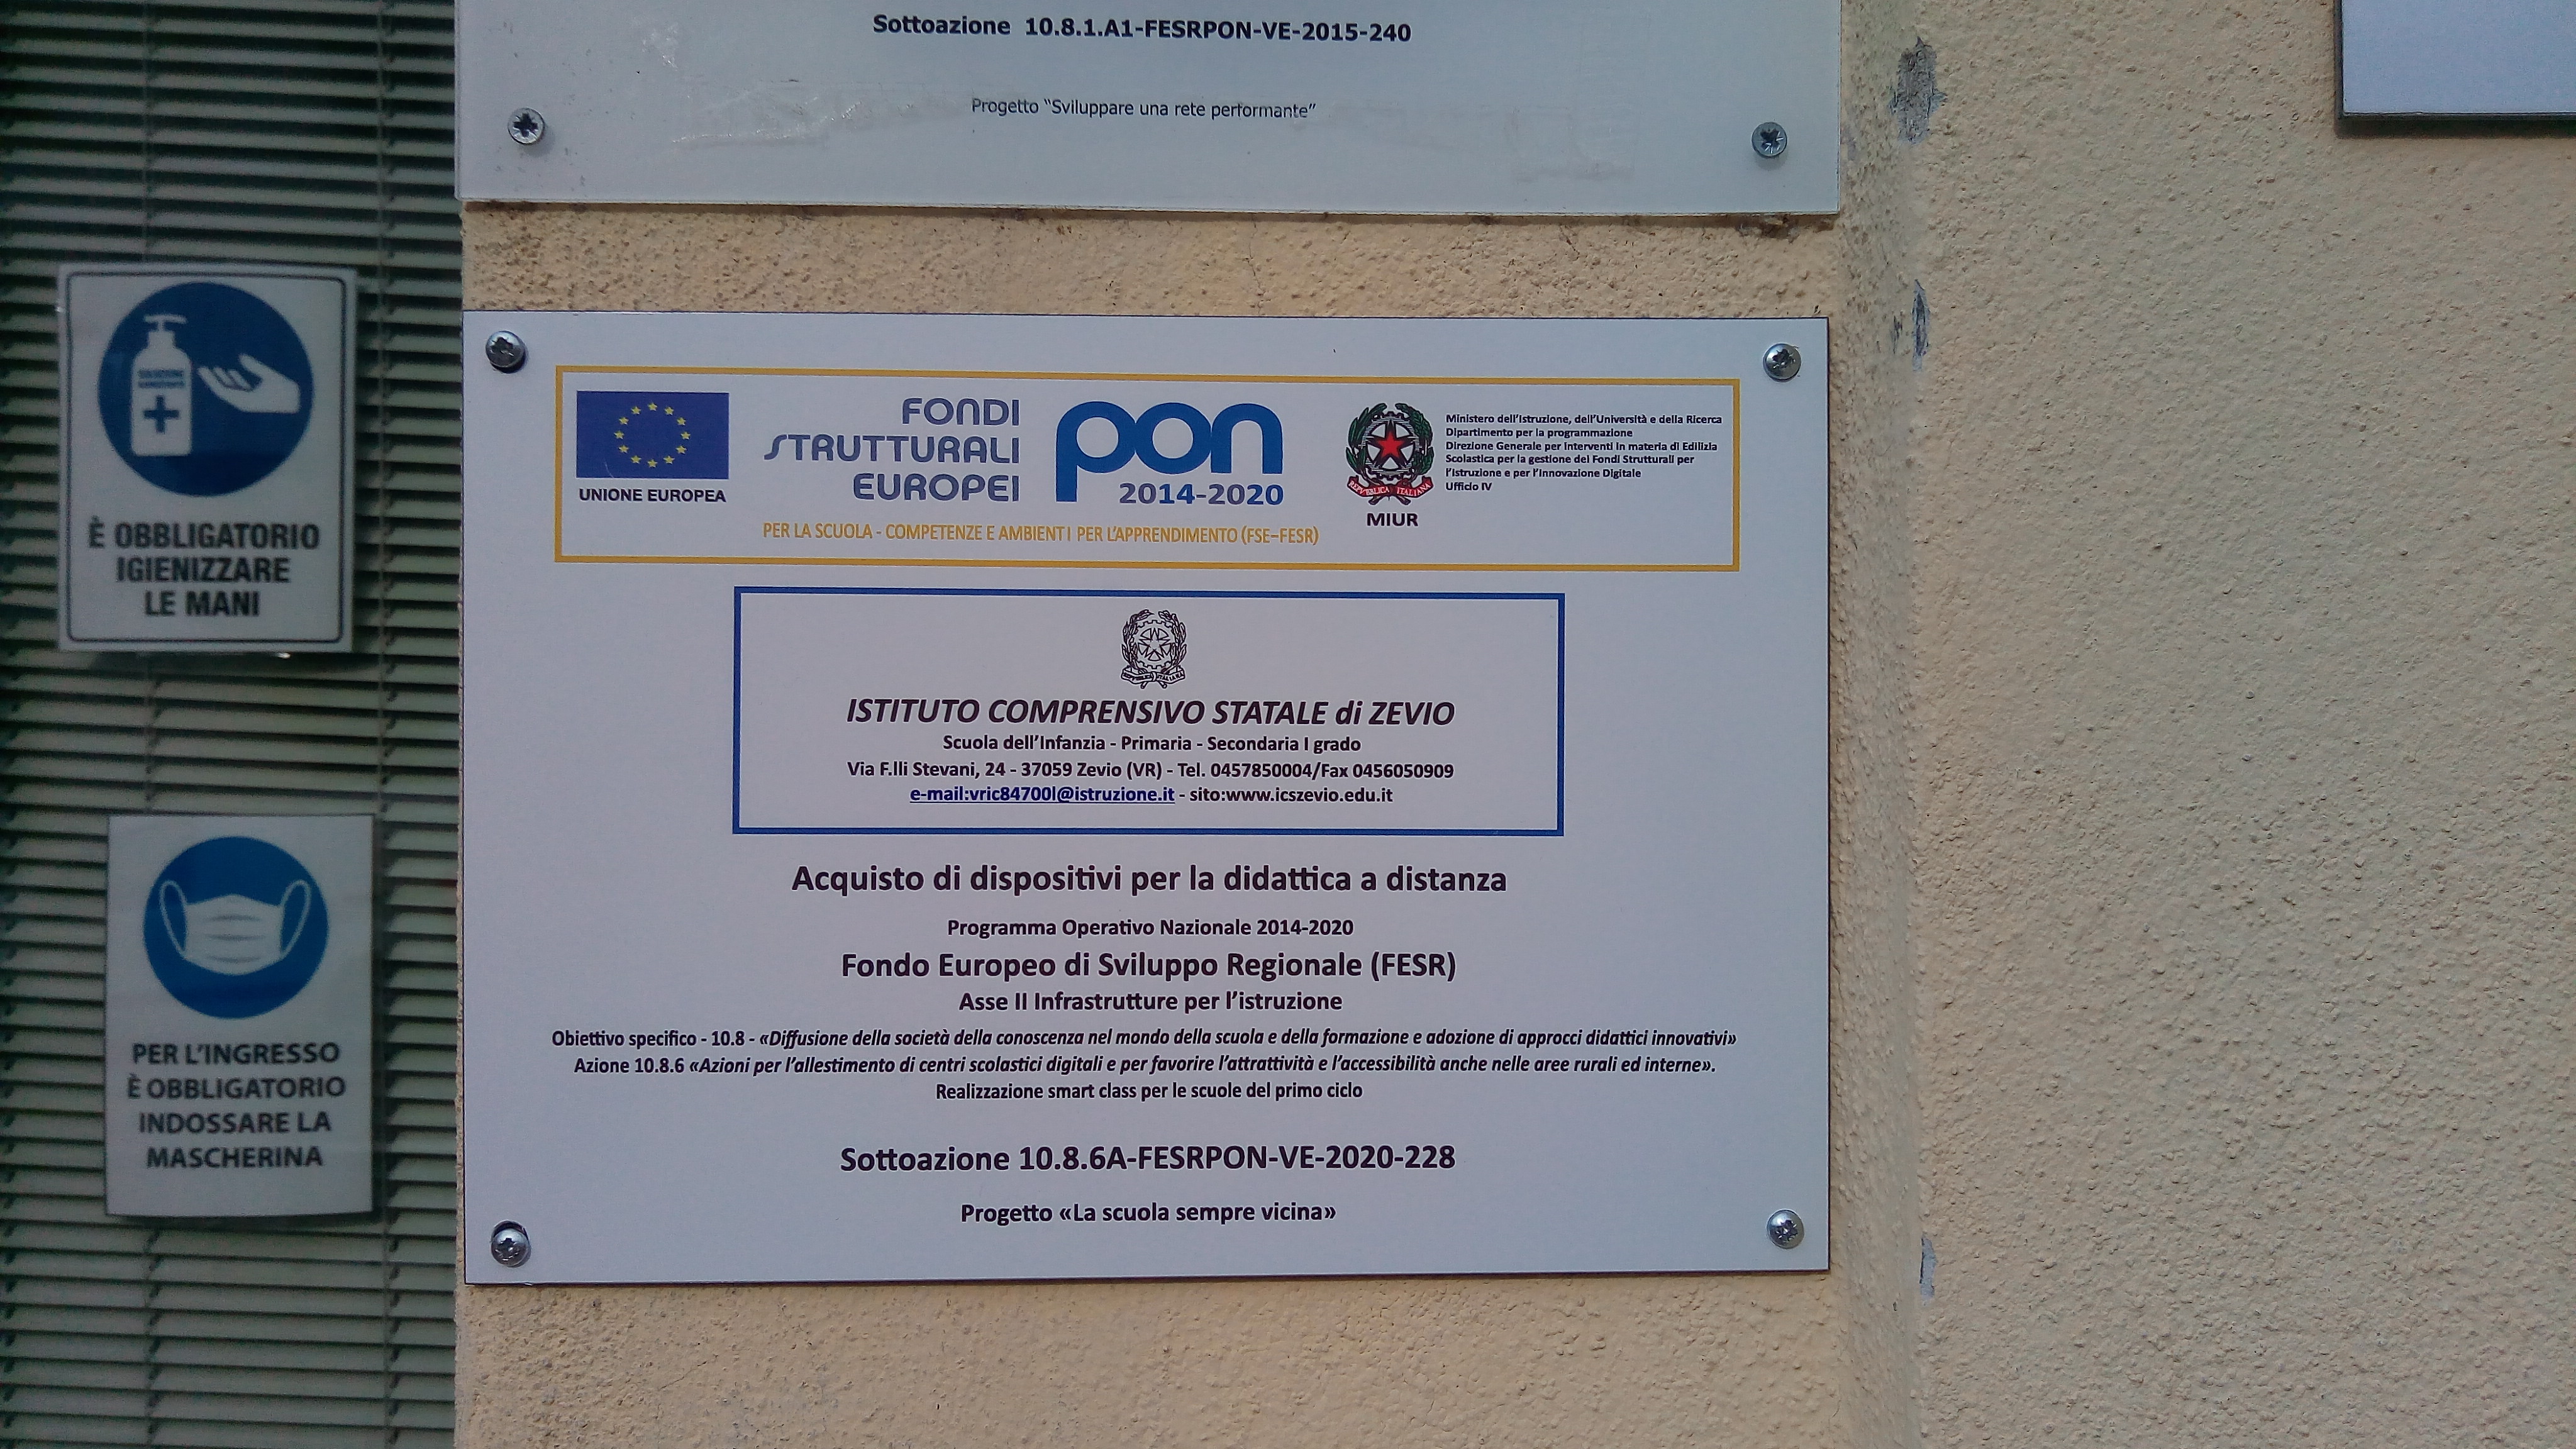 Sottoazione 10.8.1.A1-FESRPON-VE-2015-240
Progetto “Sviluppare una rete performante”
È OBBLIGATORIO
IGIENIZZARE
LE MANI
PER L'INGRESSO
È OBBLIGATORIO
INDOSSARE LA
MASCHERINA
UNIONE EUROPEA
FONDI
STRUTTURALI
EUROPEI
pon
2014-2020
PER LA SCUOLA - COMPETENZE E AMBIENTI PER L'APPRENDIMENTO (FSE-FESR)
REPVBBLICA ITALIANA
MIUR
Ministero dell'Istruzione, dell'Università e della Ricerca
Dipartimento per la programmazione
Direzione Generale per interventi in materia di Edilizia
Scolastica per la gestione dei Fondi Strutturali per
l'Istruzione e per l'Innovazione Digitale
Ufficio IV
REPVBBLICA ITALIANA
ISTITUTO COMPRENSIVO STATALE di ZEVIO
Scuola dell'Infanzia - Primaria - Secondaria I grado
Via F.lli Stevani, 24 - 37059 Zevio (VR) - Tel. 0457850004/Fax 0456050909
e-mail:vric84700l@istruzione.it - sito:www.icszevio.edu.it
Acquisto di dispositivi per la didattica a distanza
Programma Operativo Nazionale 2014-2020
Fondo Europeo di Sviluppo Regionale (FESR)
Asse II Infrastrutture per l'istruzione
Obiettivo specifico - 10.8 - «Diffusione della società della conoscenza nel mondo della scuola e della formazione e adozione di approcci didattici innovativi»
Azione 10.8.6 «Azioni per l'allestimento di centri scolastici digitali e per favorire l'attrattività e l'accessibilità anche nelle aree rurali ed interne».
Realizzazione smart class per le scuole del primo ciclo
Sottoazione 10.8.6A-FESRPON-VE-2020-228
Progetto «La scuola sempre vicina»